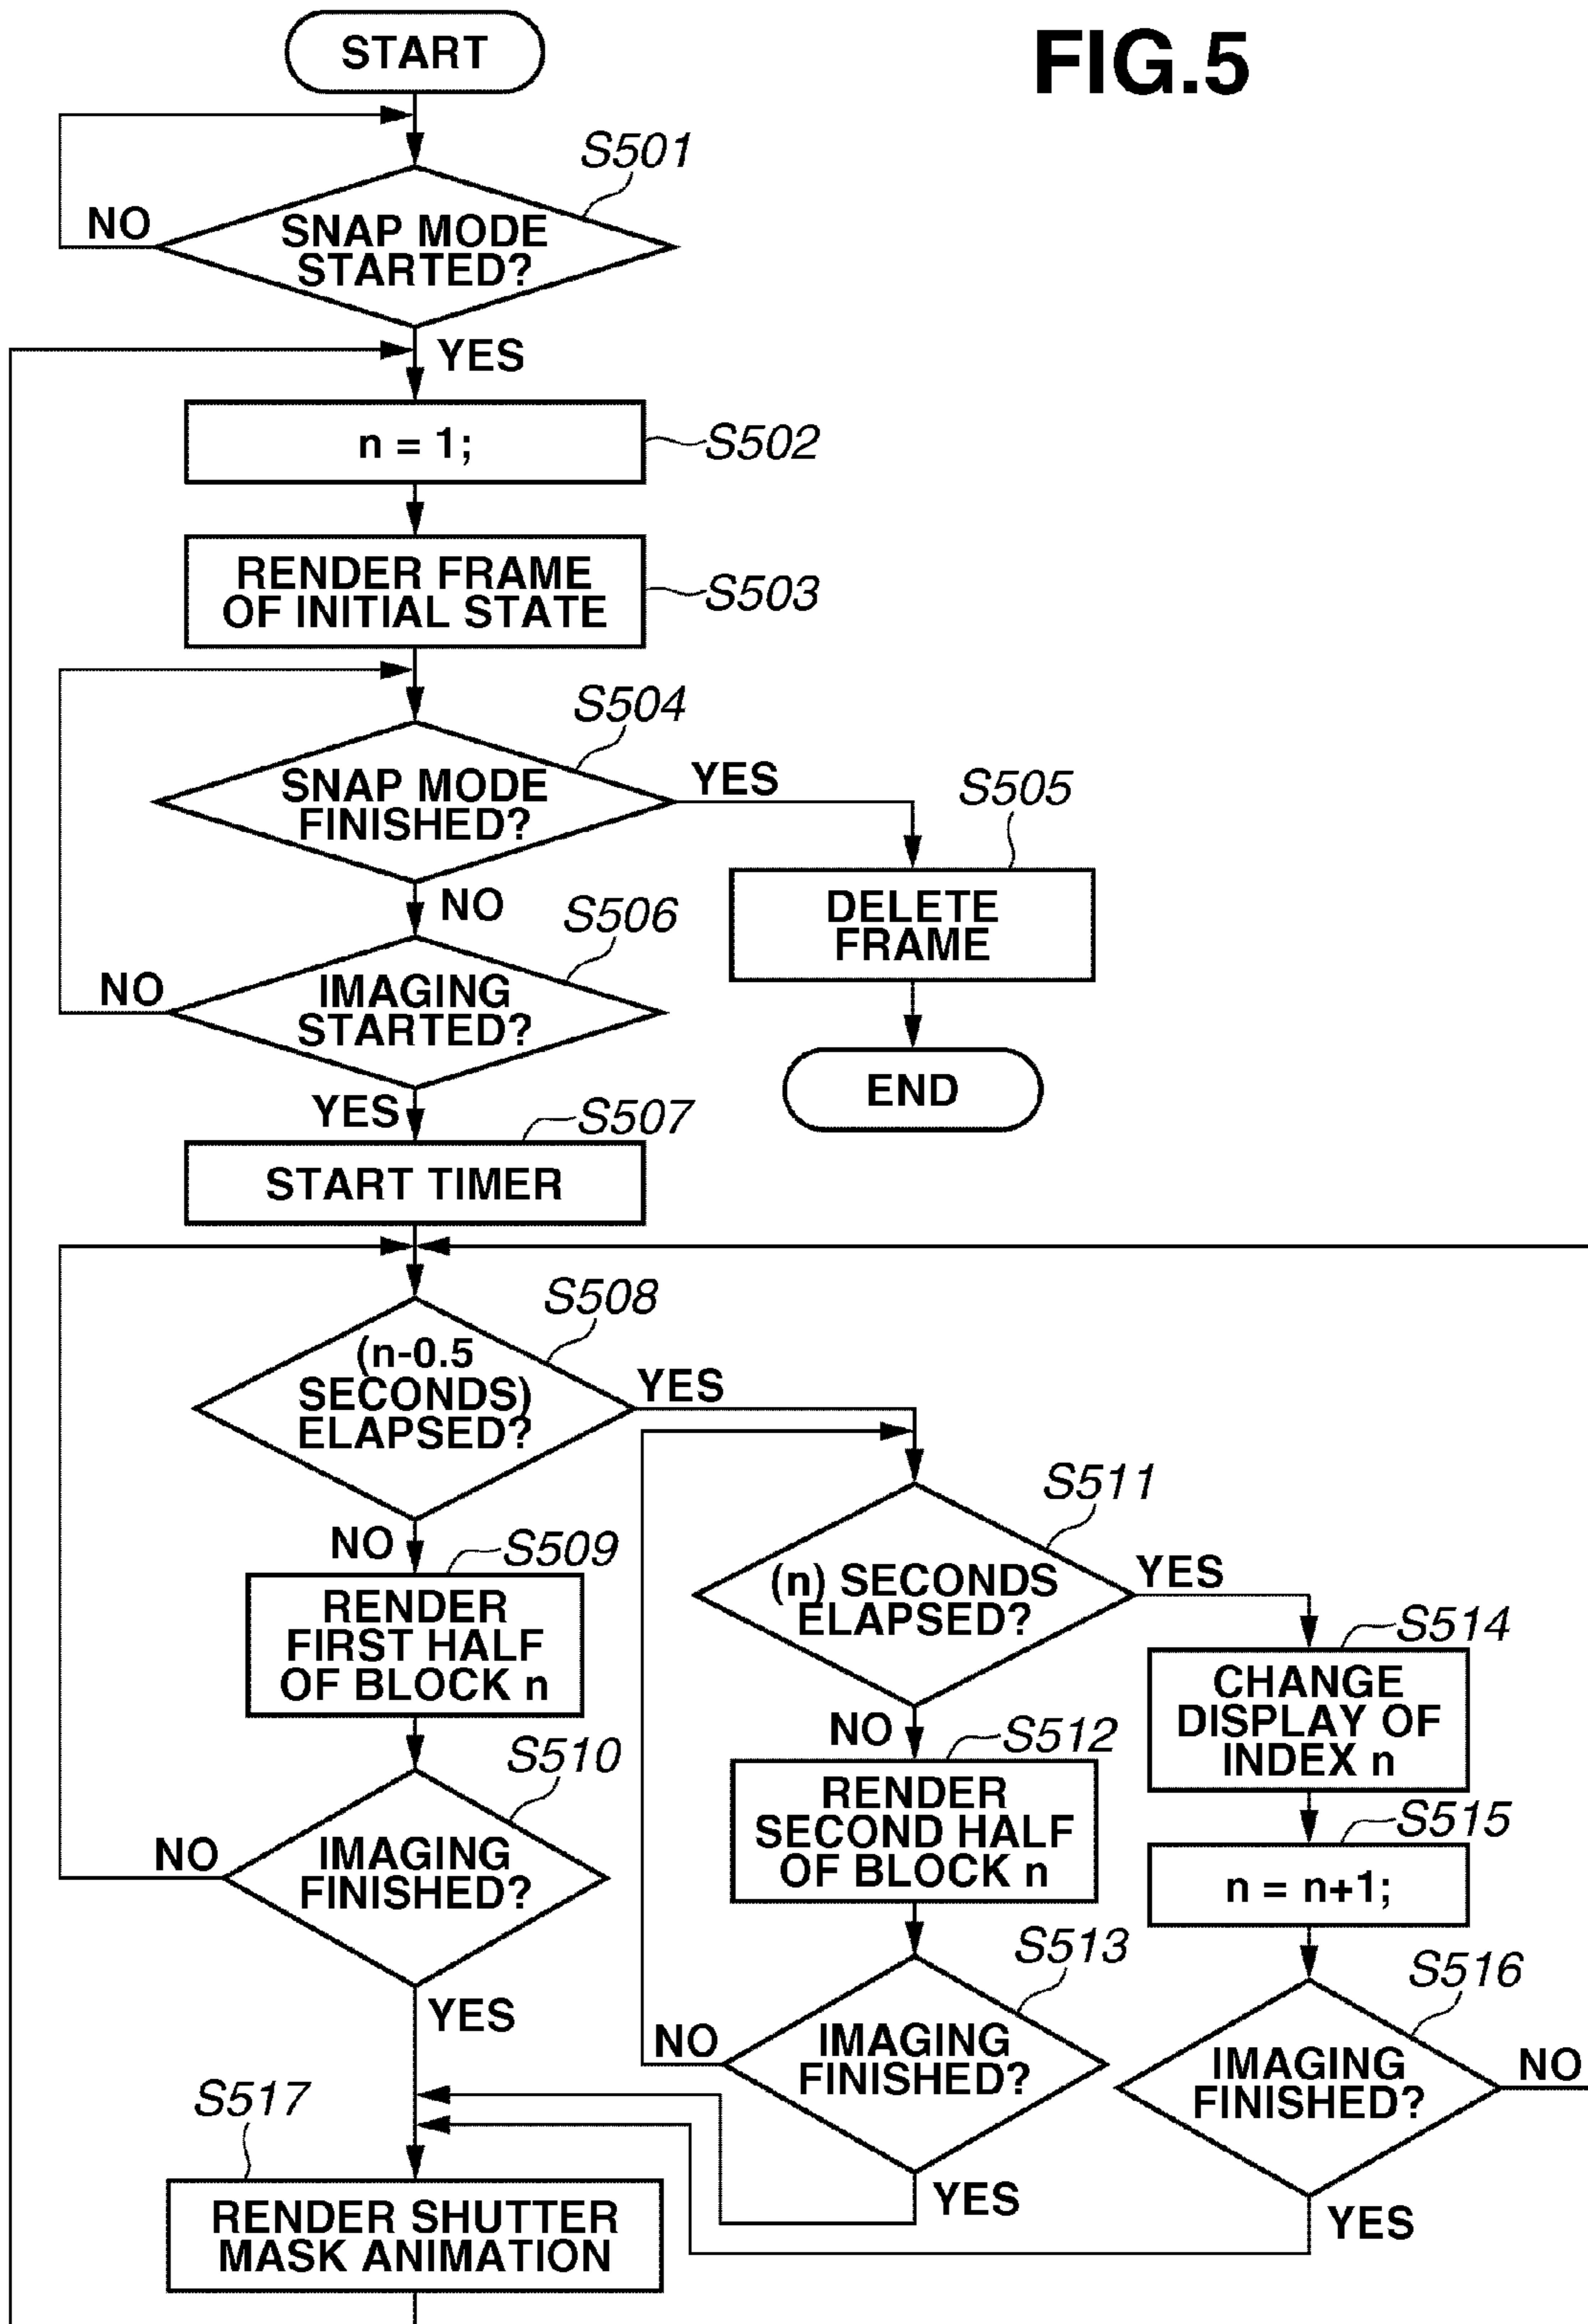 FIG.5
START
S501
SNAP MODE
STARTED?
NO
YES
n = 1;
S502
RENDER FRAME
OF INITIAL STATE
S503
S504
SNAP MODE
FINISHED?
YES
S505
DELETE
FRAME
END
NO
S506
IMAGING
STARTED?
NO
YES
S507
START TIMER
S508
(n-0.5
SECONDS)
ELAPSED?
YES
NO
S509
RENDER
FIRST HALF
OF BLOCK n
S510
IMAGING
FINISHED?
NO
YES
S511
(n) SECONDS
ELAPSED?
YES
NO
S512
RENDER
SECOND HALF
OF BLOCK n
S513
IMAGING
FINISHED?
NO
YES
S514
CHANGE
DISPLAY OF
INDEX n
S515
n = n+1;
S516
IMAGING
FINISHED?
NO
YES
S517
RENDER SHUTTER
MASK ANIMATION